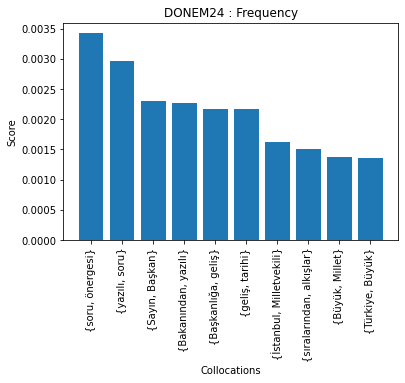 DONEM24 : Frequency
Score
0.0035
0.0030
0.0025
0.0020
0.0015
0.0010
0.0005
0.0000
{soru, önergesi}
{yazılı, soru}
{Sayın, Başkan}
{Bakanından, yazılı}
{Başkanlığa, geliş}
{geliş, tarihi}
{İstanbul, Milletvekili}
{sıralarından, alkışlar}
{Büyük, Millet}
{Türkiye, Büyük}
Collocations